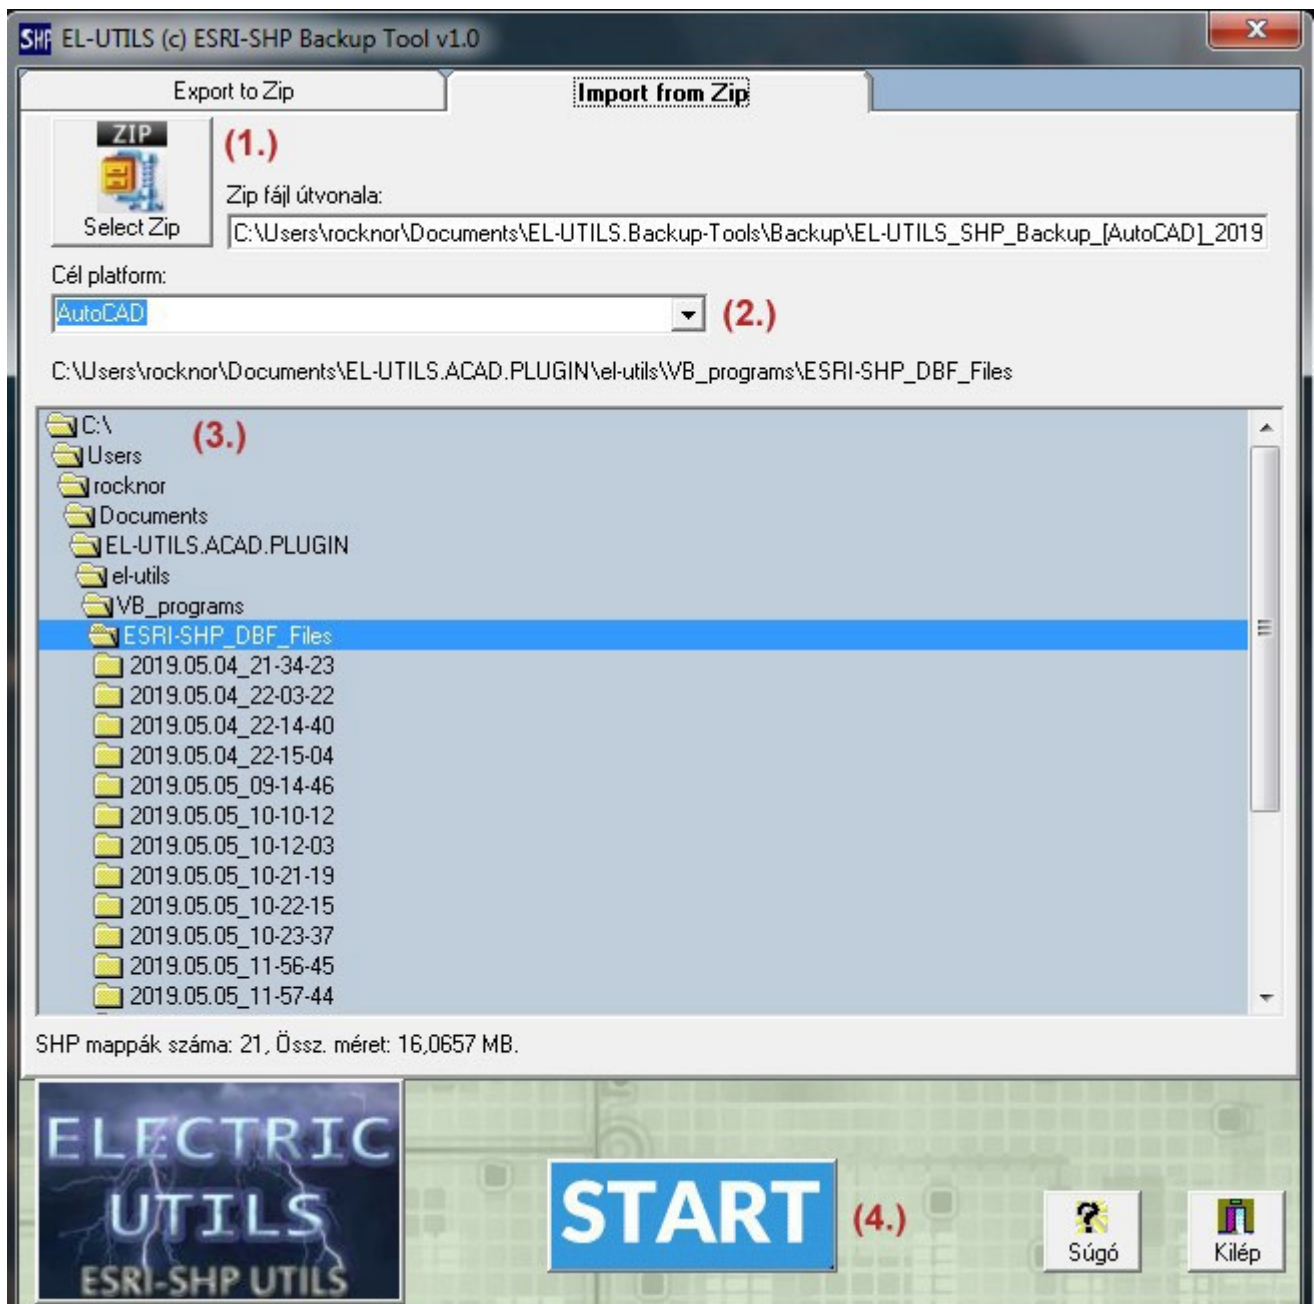 SHP EL-UTILS (c) ESRI-SHP Backup Tool v1.0
Export to Zip
Import from Zip
ZIP
(1.)
Zip fájl útvonala:
Select Zip
C:\Users\rocknor\Documents\EL-UTILS.Backup-Tools\Backup\EL-UTILS_SHP_Backup_[AutoCAD]_2019
Cél platform:
AutoCAD
(2.)
C:\Users\rocknor\Documents\EL-UTILS.ACAD.PLUGIN\el-utils\VB_programs\ESRI-SHP_DBF_Files
C:\
(3.)
Users
rocknor
Documents
EL-UTILS.ACAD.PLUGIN
el-utils
VB_programs
ESRI-SHP_DBF_Files
2019.05.04_21-34-23
2019.05.04_22-03-22
2019.05.04_22-14-40
2019.05.04_22-15-04
2019.05.05_09-14-46
2019.05.05_10-10-12
2019.05.05_10-12-03
2019.05.05_10-21-19
2019.05.05_10-22-15
2019.05.05_10-23-37
2019.05.05_11-56-45
2019.05.05_11-57-44
SHP mappák száma: 21, Össz. méret: 16,0657 MB.
ELECTRIC
UTILS
ESRI-SHP UTILS
START
(4.)
Súgó
Kilép